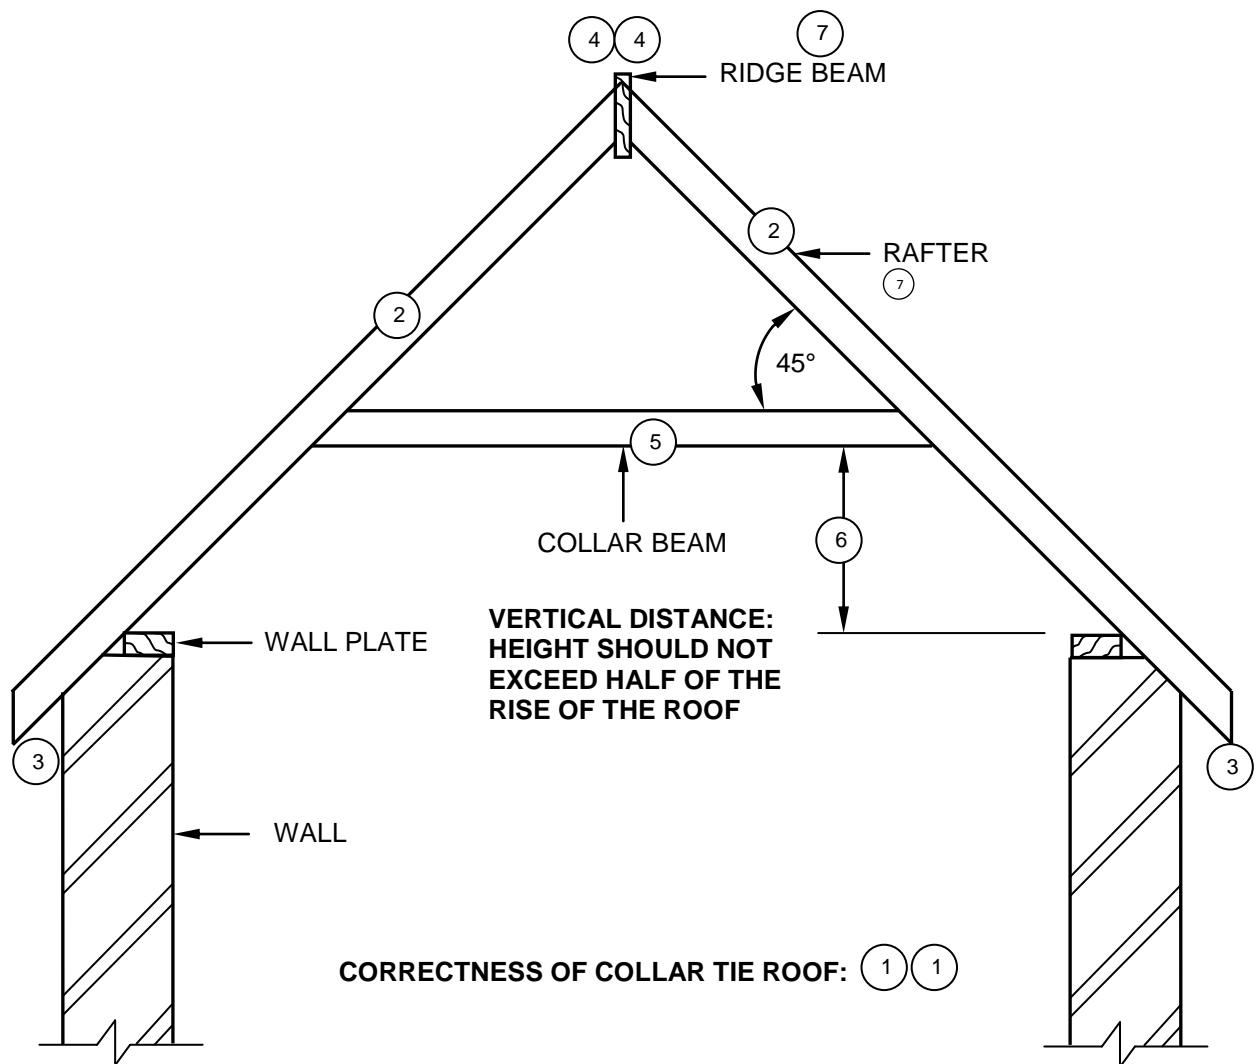 4 4 7
RIDGE BEAM
2
RAFTER
7
2
45°
5
COLLAR BEAM
6
VERTICAL DISTANCE:
HEIGHT SHOULD NOT
EXCEED HALF OF THE
RISE OF THE ROOF
WALL PLATE
3
3
WALL
CORRECTNESS OF COLLAR TIE ROOF: 1 1